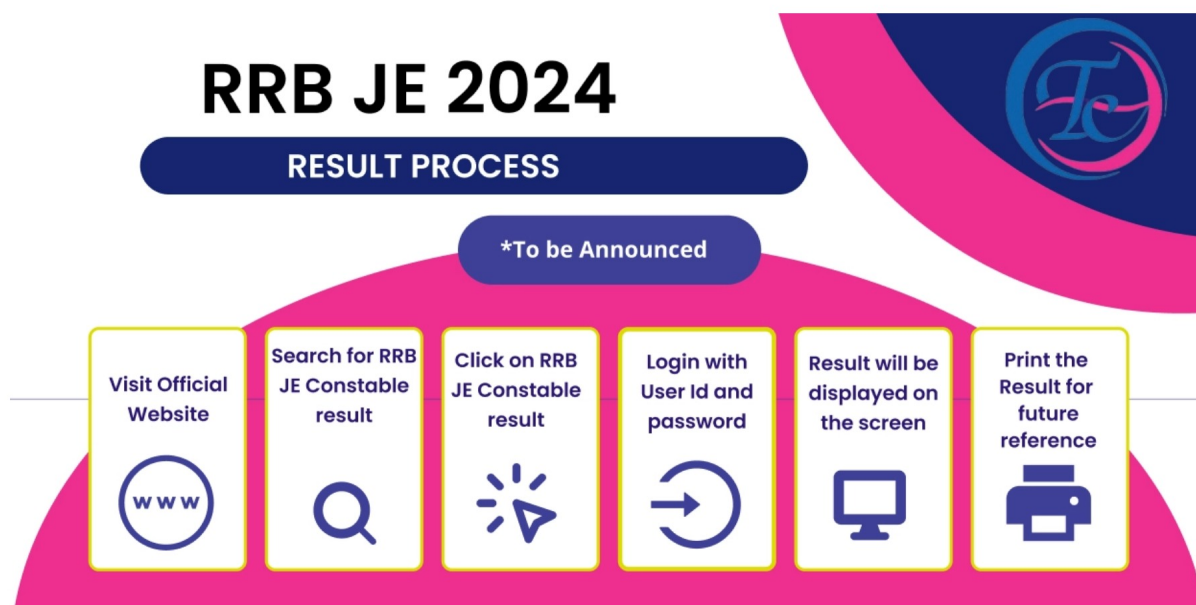 RRB JE 2024
Tc
RESULT PROCESS
*To be Announced
Visit Official
Website
www
Search for RRB
JE Constable
result
Click on RRB
JE Constable
result
Login with
User Id and
password
Result will be
displayed on
the screen
Print the
Result for
future
reference